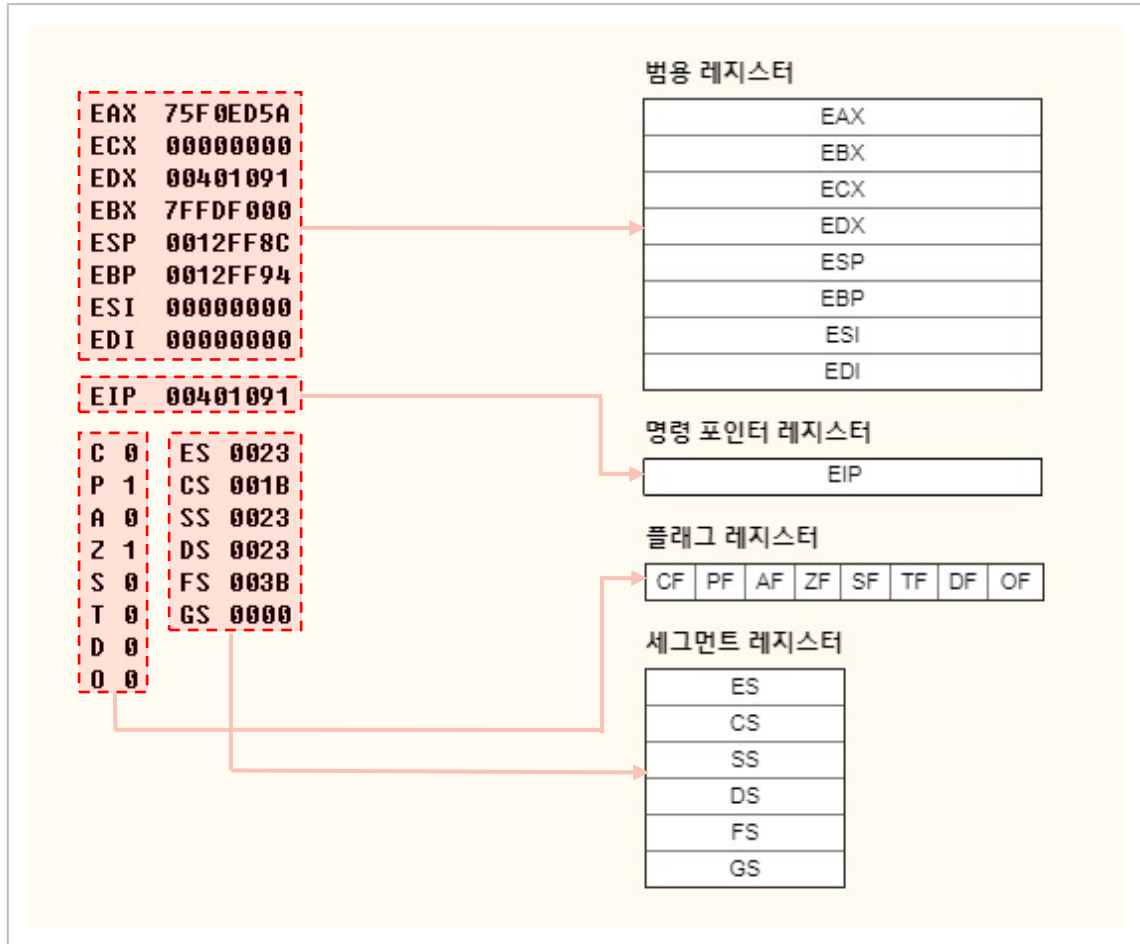 EAX 75F0ED5A
ECX 00000000
EDX 00401091
EBX 7FFDF000
ESP 0012FF8C
EBP 0012FF94
ESI 00000000
EDI 00000000
EIP 00401091
C 0
P 1
A 0
Z 1
S 0
T 0
D 0
O 0
ES 0023
CS 001B
SS 0023
DS 0023
FS 003B
GS 0000
범용 레지스터
EAX
EBX
ECX
EDX
ESP
EBP
ESI
EDI
명령 포인터 레지스터
EIP
플래그 레지스터
CF PF AF ZF SF TF DF OF
세그먼트 레지스터
ES
CS
SS
DS
FS
GS